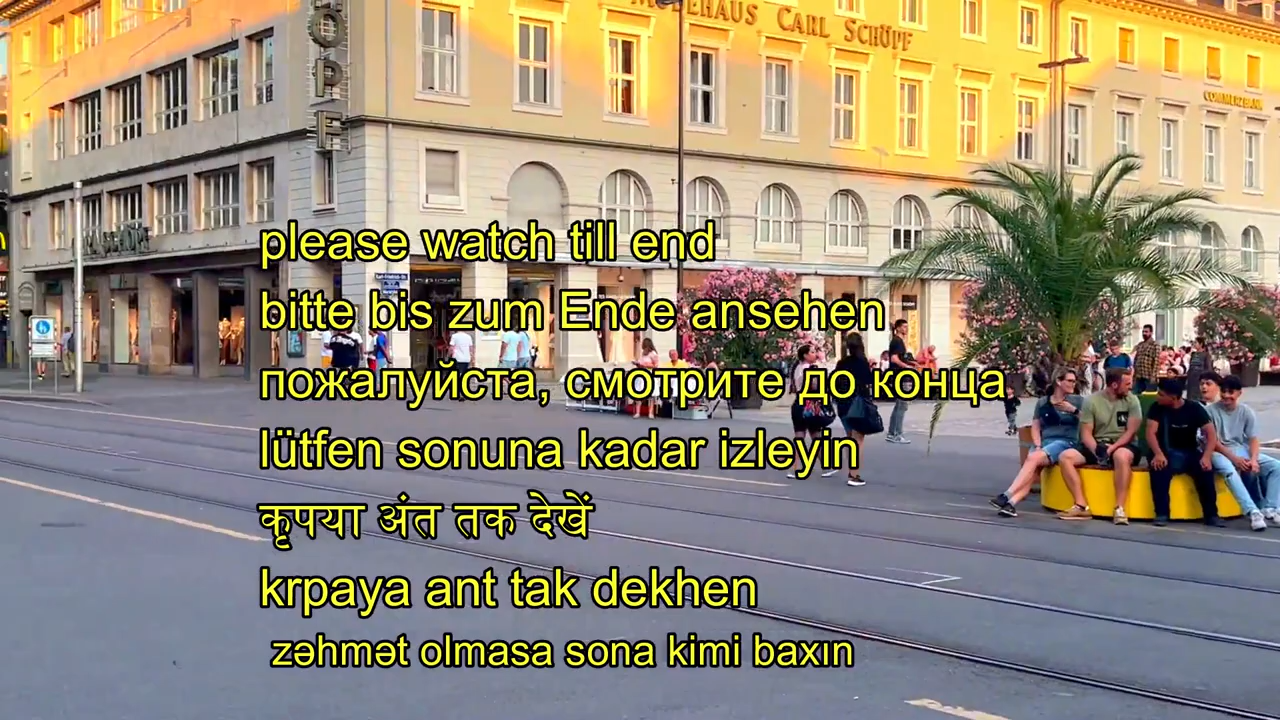 MODEHAUS CARL SCHÖPF
COMMERZBANK
please watch till end
bitte bis zum Ende ansehen
пожалуйста, смотрите до конца
lütfen sonuna kadar izleyin
कृपया अंत तक देखें
krpaya ant tak dekhen
zəhmət olmasa sona kimi baxın